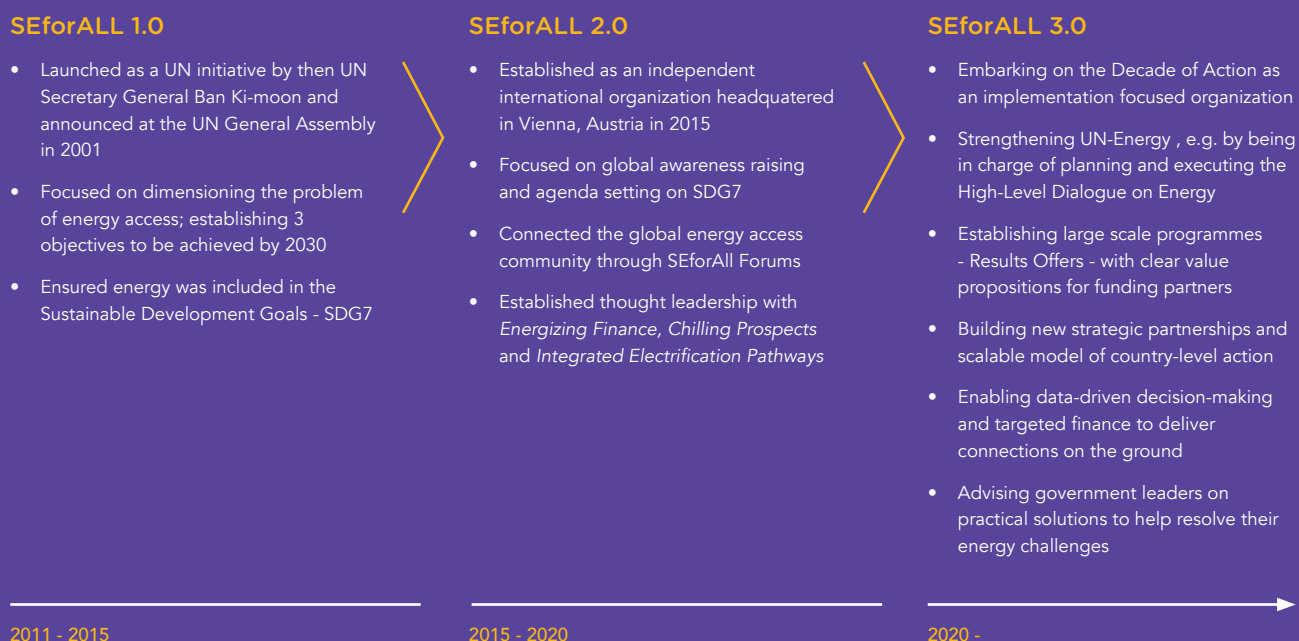 SEforALL 1.0
• Launched as a UN initiative by then UN
Secretary General Ban Ki-moon and
announced at the UN General Assembly
in 2001
• Focused on dimensioning the problem
of energy access; establishing 3
objectives to be achieved by 2030
• Ensured energy was included in the
Sustainable Development Goals - SDG7
2011 - 2015
SEforALL 2.0
• Established as an independent
international organization headquatered
in Vienna, Austria in 2015
• Focused on global awareness raising
and agenda setting on SDG7
• Connected the global energy access
community through SEforAll Forums
• Established thought leadership with
Energizing Finance, Chilling Prospects
and Integrated Electrification Pathways
2015 - 2020
SEforALL 3.0
• Embarking on the Decade of Action as
an implementation focused organization
• Strengthening UN-Energy , e.g. by being
in charge of planning and executing the
High-Level Dialogue on Energy
• Establishing large scale programmes
- Results Offers - with clear value
propositions for funding partners
• Building new strategic partnerships and
scalable model of country-level action
• Enabling data-driven decision-making
and targeted finance to deliver
connections on the ground
• Advising government leaders on
practical solutions to help resolve their
energy challenges
2020 -